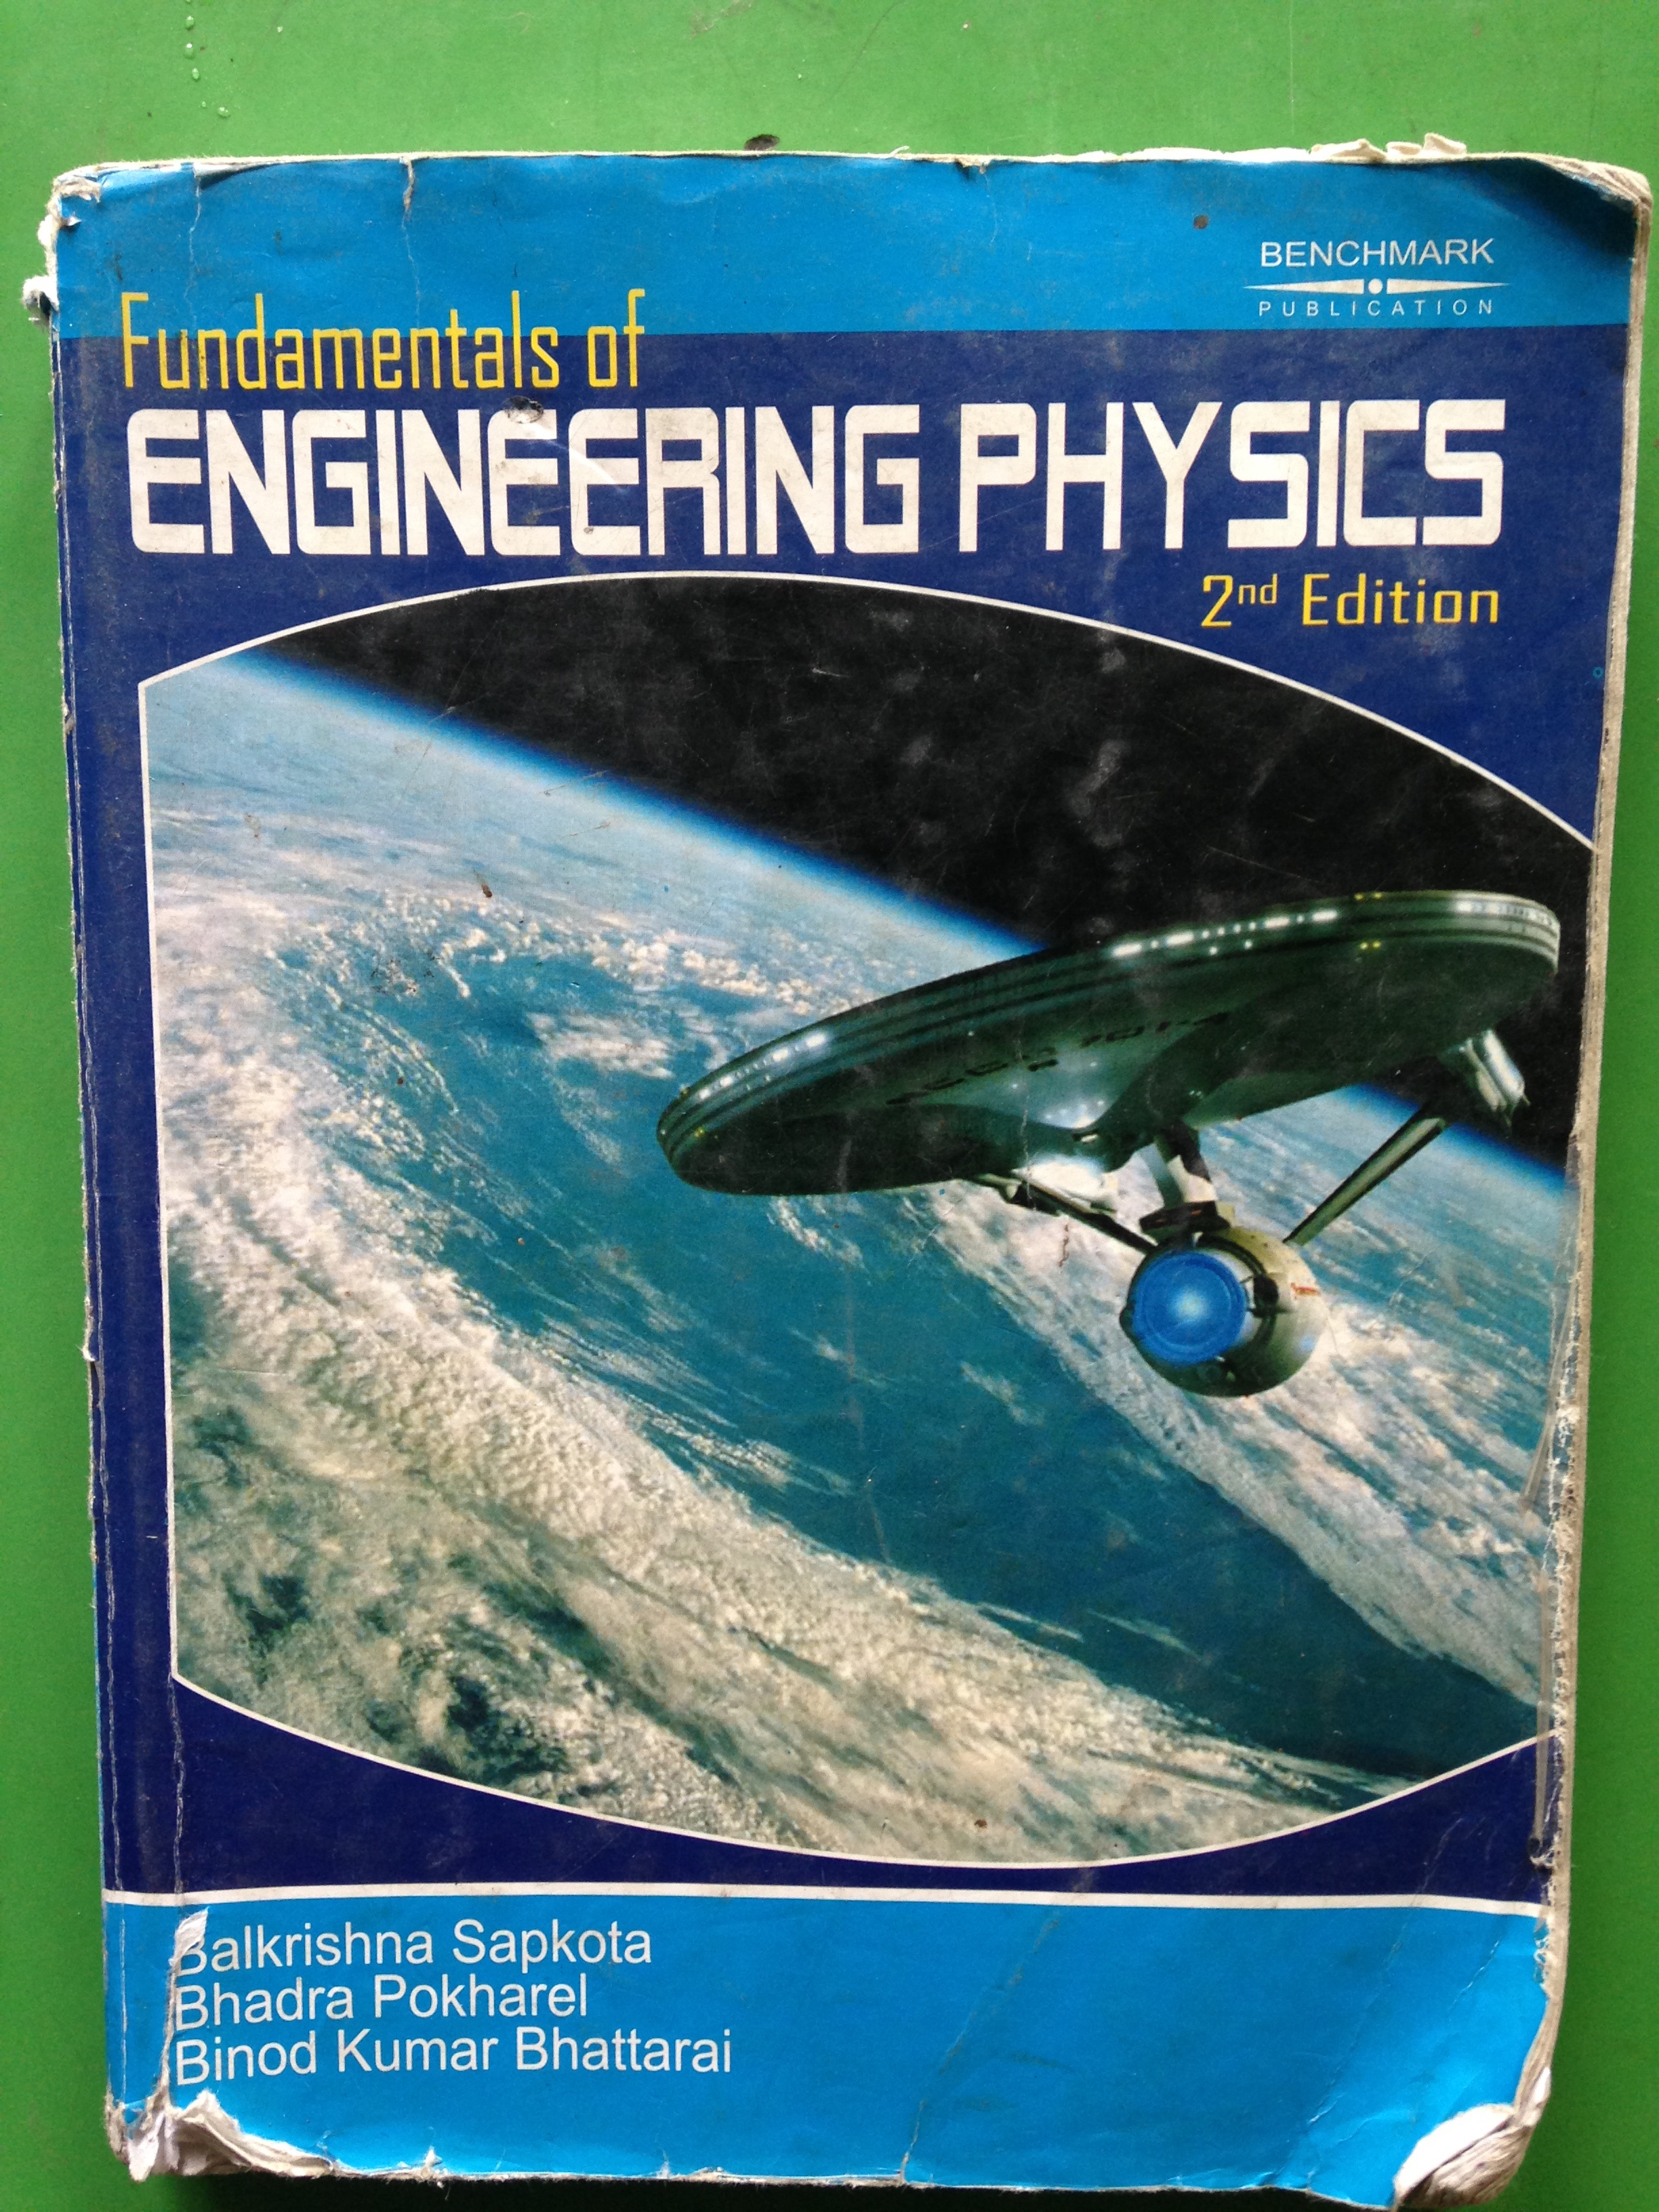 BENCHMARK
PUBLICATION
Fundamentals of
ENGINEERING PHYSICS
2nd Edition
Balkrishna Sapkota
Bhadra Pokharel
Binod Kumar Bhattarai